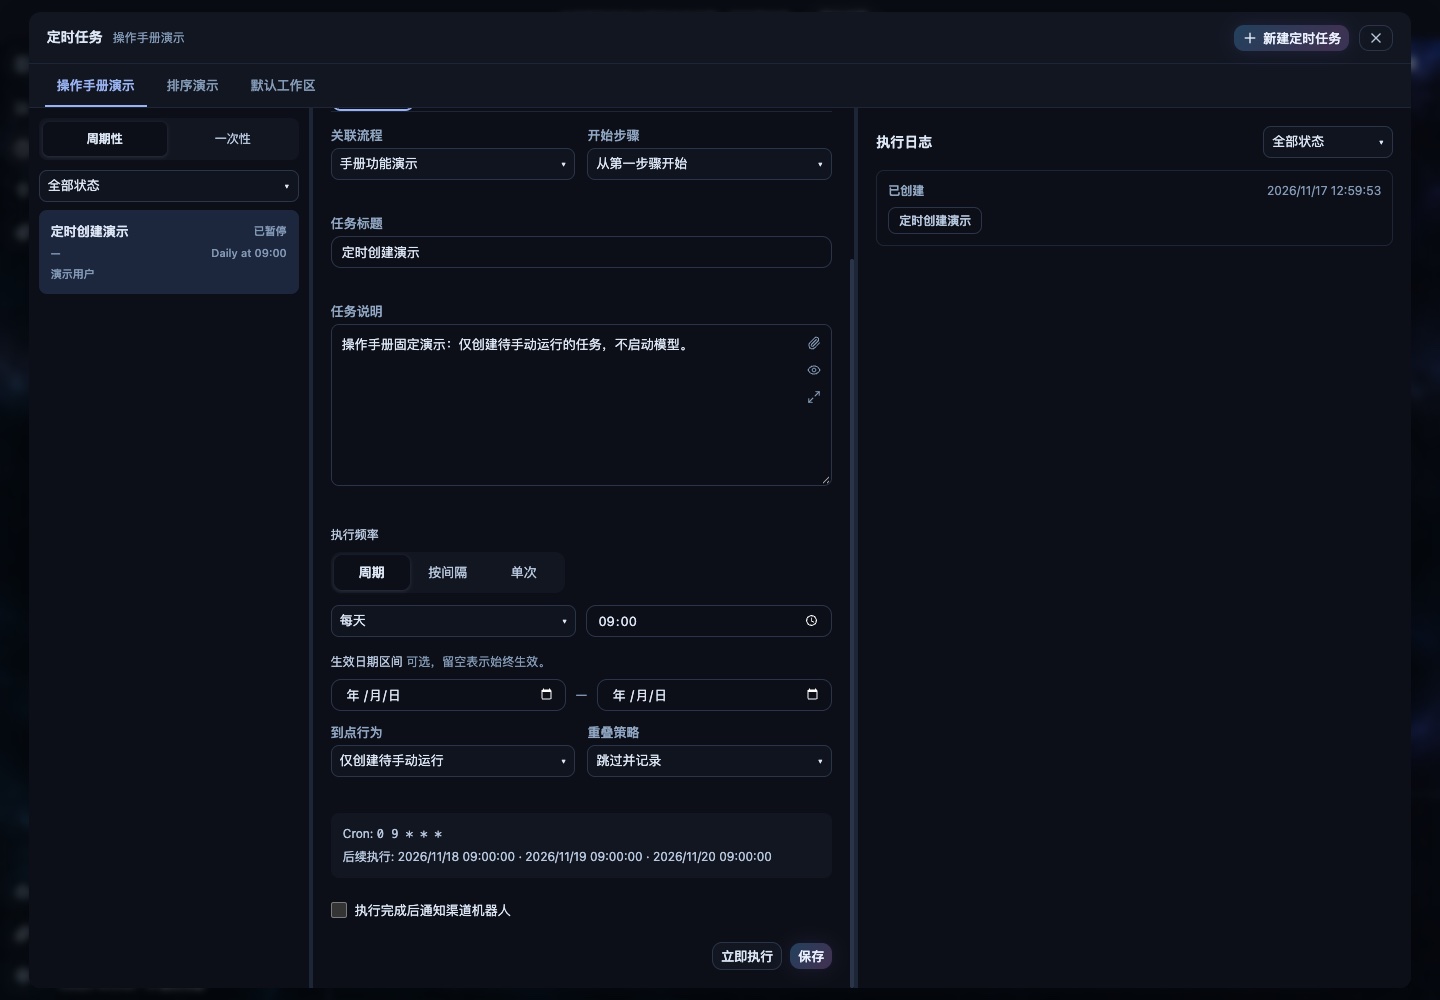 定时任务 操作手册演示
新建定时任务
操作手册演示 排序演示 默认工作区
周期性 一次性
全部状态
定时创建演示 已暂停
— Daily at 09:00
演示用户
关联流程 开始步骤
手册功能演示 从第一步骤开始
任务标题
定时创建演示
任务说明
操作手册固定演示：仅创建待手动运行的任务，不启动模型。
执行频率
周期 按间隔 单次
每天 09:00
生效日期区间 可选，留空表示始终生效。
年 /月/日 — 年 /月/日
到点行为 重叠策略
仅创建待手动运行 跳过并记录
Cron: 0 9 * * *
后续执行: 2026/11/18 09:00:00 · 2026/11/19 09:00:00 · 2026/11/20 09:00:00
执行完成后通知渠道机器人
立即执行 保存
执行日志 全部状态
已创建 2026/11/17 12:59:53
定时创建演示